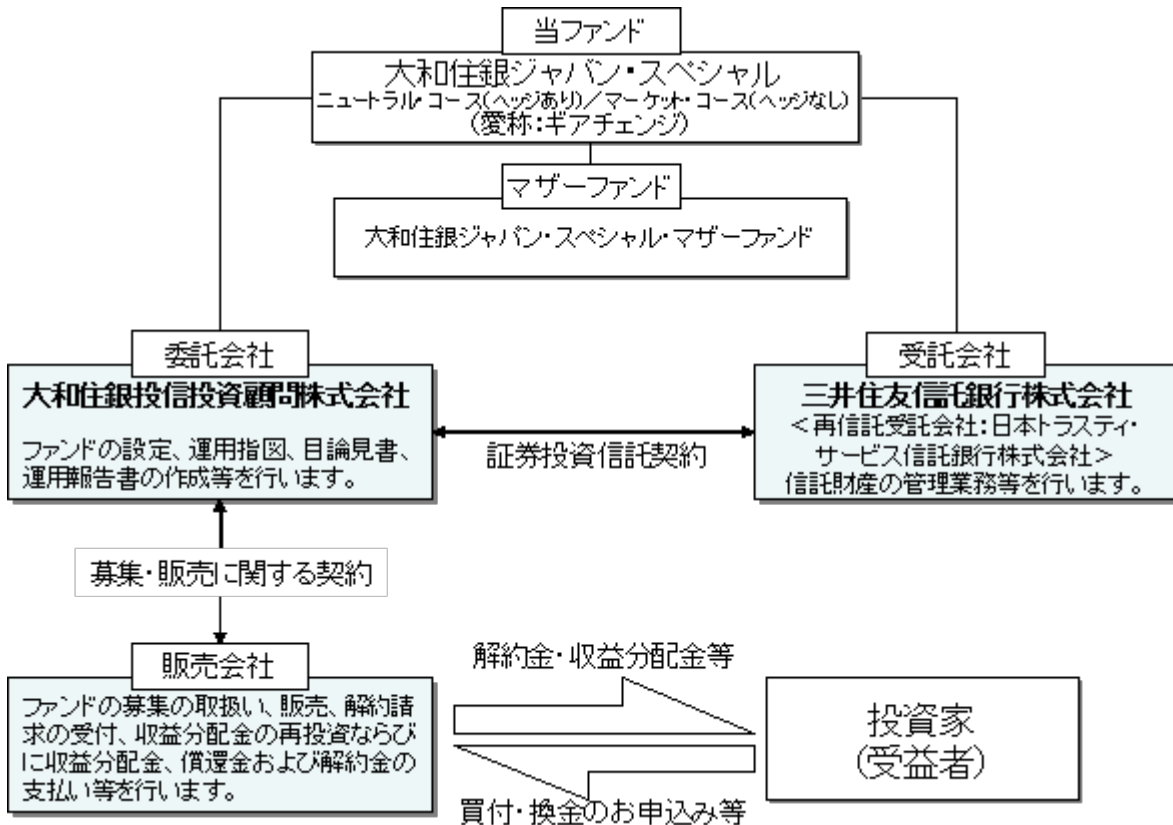 当ファンド
大和住銀ジャパン・スペシャル
ニュートラル・コース(ヘッジあり)/マーケット・コース(ヘッジなし)
(愛称:ギアチェンジ)
マザーファンド
大和住銀ジャパン・スペシャル・マザーファンド
委託会社
大和住銀投信投資顧問株式会社
ファンドの設定、運用指図、目論見書、
運用報告書の作成等を行います。
証券投資信託契約
受託会社
三井住友信託銀行株式会社
<再信託受託会社:日本トラスティ・
サービス信託銀行株式会社>
信託財産の管理業務等を行います。
募集・販売に関する契約
販売会社
ファンドの募集の取扱い、販売、解約請
求の受付、収益分配金の再投資ならび
に収益分配金、償還金および解約金の
支払い等を行います。
解約金・収益分配金等
買付・換金のお申込み等
投資家
(受益者)